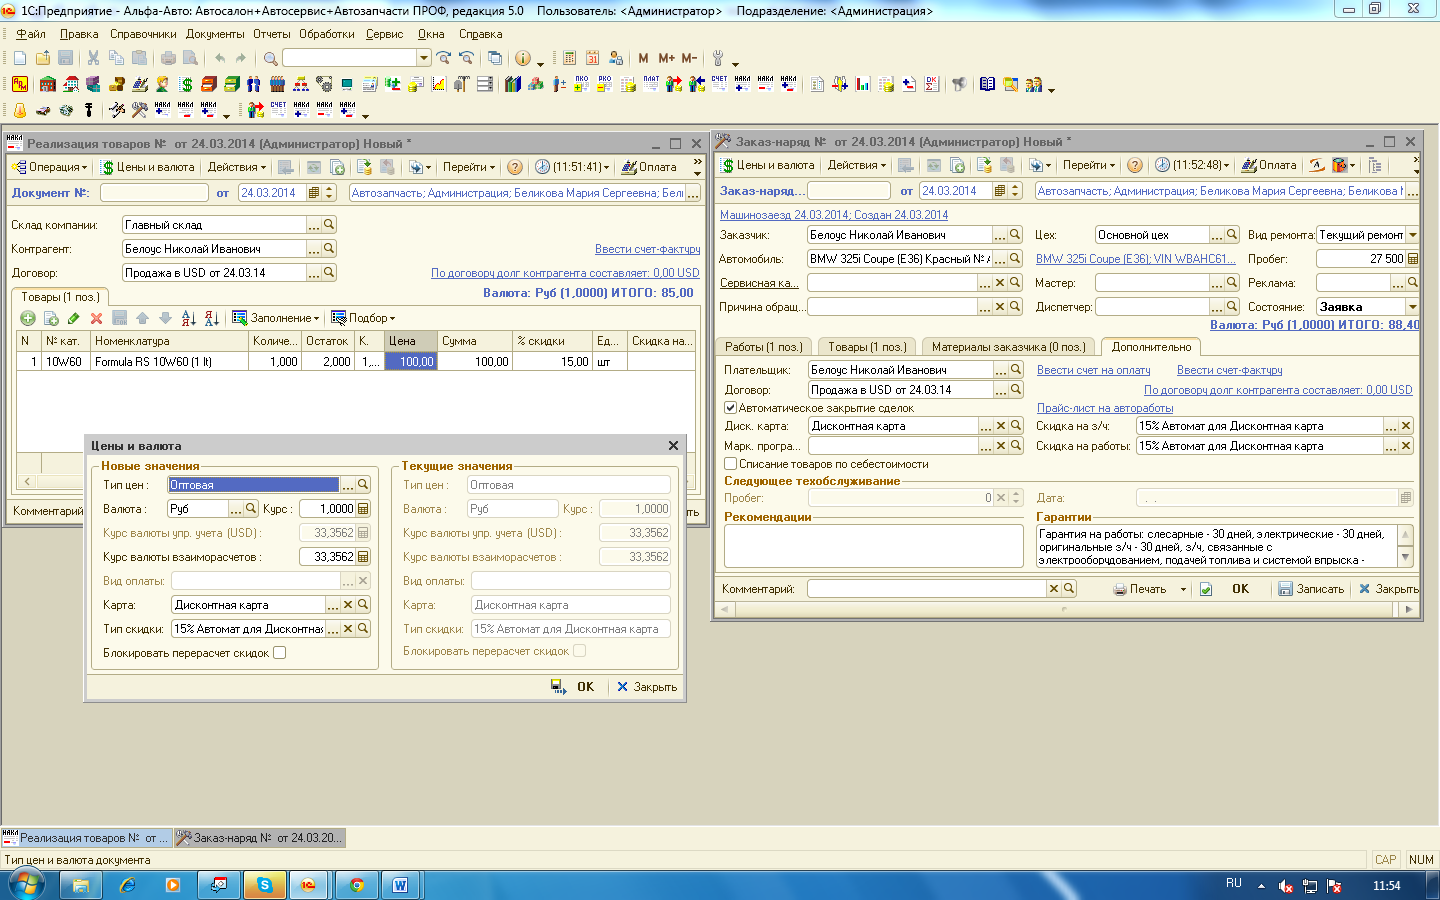 1С:Предприятие - Альфа-Авто: Автосалон+Автосервис+Автозапчасти ПРОФ, редакция 5.0    Пользователь: <Администратор>    Подразделение: <Администрация>
Файл Правка Справочники Документы Отчеты Обработки Сервис Окна Справка
M M+ M-
Реализация товаров № от 24.03.2014 (Администратор) Новый *
Операция Цены и валюта Действия Перейти (11:51:41) Оплата
Документ №: от 24.03.2014 Автозапчасть; Администрация; Беликова Мария Сергеевна; Бели
Склад компании: Главный склад
Контрагент: Белоус Николай Иванович Ввести счет-фактуру
Договор: Продажа в USD от 24.03.14 По договору долг контрагента составляет: 0,00 USD
Товары (1 поз.) Валюта: Руб (1,0000) ИТОГО: 85,00
Заполнение Подбор
N № кат. Номенклатура Количе... Остаток К. Цена Сумма % скидки Ед... Скидка на...
1 10W60 Formula RS 10W60 (1 lt) 1,000 2,000 1,... 100,00 100,00 15,00 шт
Комментарий
Цены и валюта
Новые значения
Тип цен : Оптовая
Валюта : Руб Курс : 1,0000
Курс валюты упр. учета (USD) : 33,3562
Курс валюты взаиморасчетов : 33,3562
Вид оплаты:
Карта: Дисконтная карта
Тип скидки: 15% Автомат для Дисконтная
Блокировать перерасчет скидок
Текущие значения
Тип цен : Оптовая
Валюта : Руб Курс : 1,0000
Курс валюты упр. учета (USD) : 33,3562
Курс валюты взаиморасчетов : 33,3562
Вид оплаты:
Карта: Дисконтная карта
Тип скидки: 15% Автомат для Дисконтная карта
Блокировать перерасчет скидок
OK Закрыть
Заказ-наряд № от 24.03.2014 (Администратор) Новый *
Цены и валюта Действия Перейти (11:52:48) Оплата
Заказ-наряд... от 24.03.2014 Автозапчасть; Администрация; Беликова Мария Сергеевна; Беликова
Машинозаезд 24.03.2014; Создан 24.03.2014
Заказчик: Белоус Николай Иванович Цех: Основной цех Вид ремонта: Текущий ремонт
Автомобиль: BMW 325i Coupe (E36) Красный № BMW 325i Coupe (E36); VIN WBAHC61... Пробег: 27 500
Сервисная ка... Мастер: Реклама:
Причина обращ... Диспетчер: Состояние: Заявка
Валюта: Руб (1,0000) ИТОГО: 88,40
Работы (1 поз.) Товары (1 поз.) Материалы заказчика (0 поз.) Дополнительно
Плательщик: Белоус Николай Иванович Ввести счет на оплату Ввести счет-фактуру
Договор: Продажа в USD от 24.03.14 По договору долг контрагента составляет: 0,00 USD
Автоматическое закрытие сделок Прайс-лист на автоработы
Диск. карта: Дисконтная карта Скидка на з/ч: 15% Автомат для Дисконтная карта
Марк. програ... Скидка на работы: 15% Автомат для Дисконтная карта
Списание товаров по себестоимости
Следующее техобслуживание
Пробег: 0 Дата: . .
Рекомендации Гарантии
Гарантия на работы: слесарные - 30 дней, электрические - 30 дней,
оригинальные з/ч - 30 дней, з/ч, связанные с
электрооборудованием, подачей топлива и системой впрыска -
Комментарий: Печать OK Записать Закрыть
Реализация товаров № от ... Заказ-наряд № от 24.03.20...
Тип цен и валюта документа CAP NUM
RU 11:54